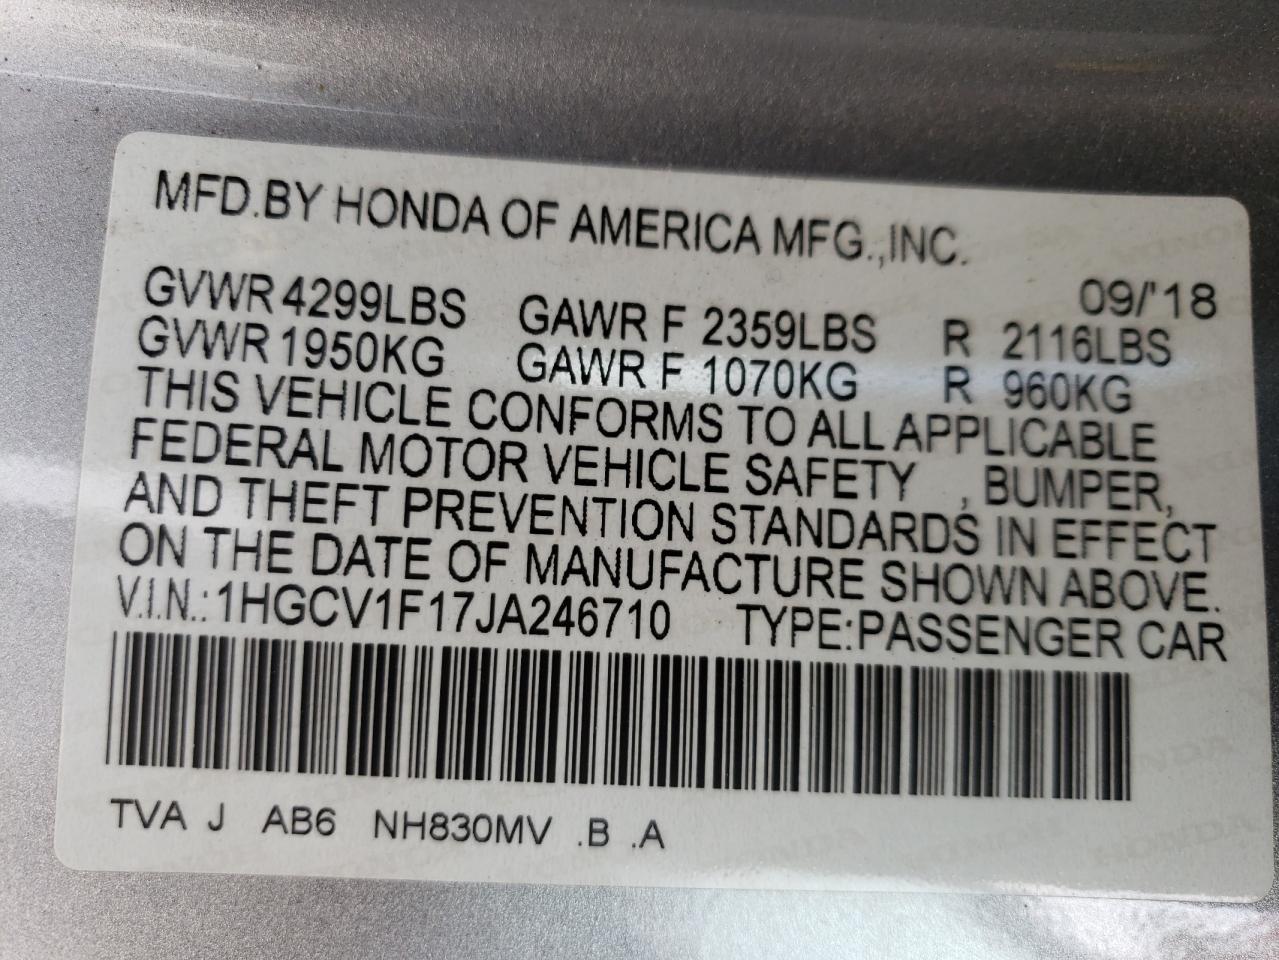 MFD.BY HONDA OF AMERICA MFG.,INC.
09/'18
GVWR 4299LBS GAWR F 2359LBS R 2116LBS
GVWR 1950KG GAWR F 1070KG R 960KG
THIS VEHICLE CONFORMS TO ALL APPLICABLE
FEDERAL MOTOR VEHICLE SAFETY , BUMPER,
AND THEFT PREVENTION STANDARDS IN EFFECT
ON THE DATE OF MANUFACTURE SHOWN ABOVE.
V.I.N.: 1HGCV1F17JA246710 TYPE:PASSENGER CAR
TVA J AB6 NH830MV .B .A